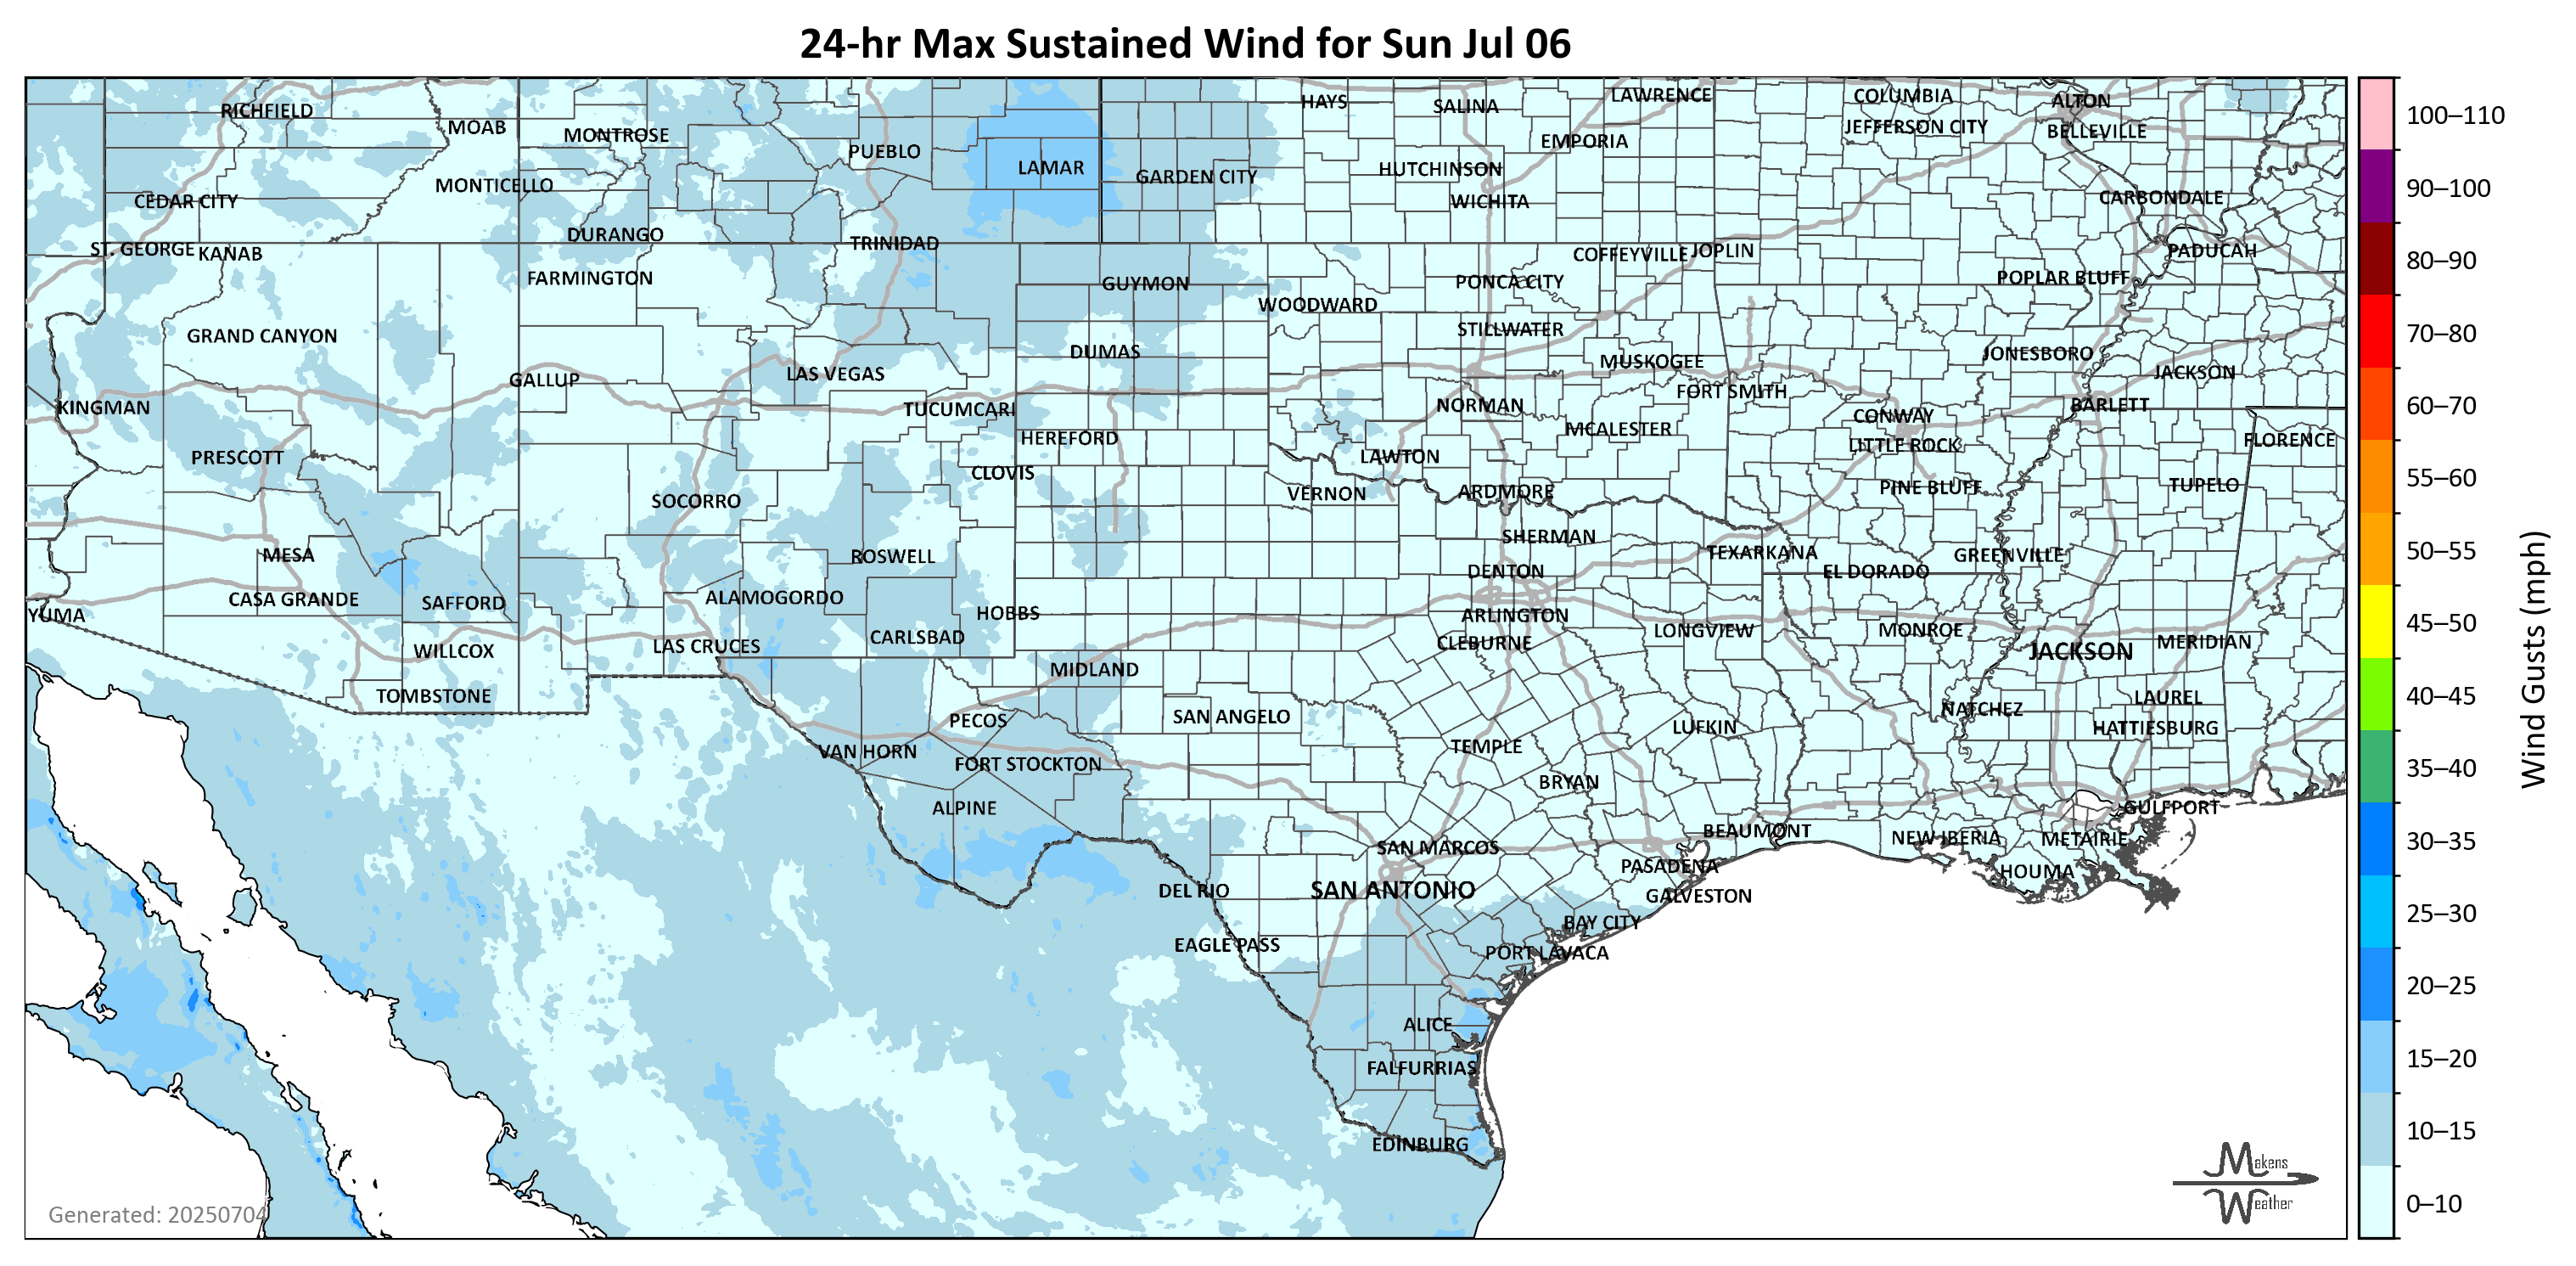 24-hr Max Sustained Wind for Sun Jul 06
RICHFIELD
MOAB
MONTROSE
PUEBLO
LAMAR
HAYS
SALINA
LAWRENCE
EMPORIA
COLUMBIA
JEFFERSON CITY
ALTON
BELLEVILLE
CEDAR CITY
MONTICELLO
GARDEN CITY
HUTCHINSON
WICHITA
CARBONDALE
ST. GEORGE
KANAB
DURANGO
TRINIDAD
COFFEYVILLE
JOPLIN
PADUCAH
FARMINGTON
GUYMON
WOODWARD
PONCA CITY
POPLAR BLUFF
GRAND CANYON
DUMAS
STILLWATER
MUSKOGEE
JONESBORO
JACKSON
KINGMAN
GALLUP
LAS VEGAS
TUCUMCARI
NORMAN
FORT SMITH
CONWAY
BARLETT
PRESCOTT
HEREFORD
CLOVIS
LAWTON
MCALESTER
LITTLE ROCK
FLORENCE
SOCORRO
VERNON
ARDMORE
PINE BLUFF
TUPELO
MESA
ROSWELL
SHERMAN
TEXARKANA
GREENVILLE
YUMA
CASA GRANDE
SAFFORD
ALAMOGORDO
HOBBS
DENTON
ARLINGTON
EL DORADO
WILLCOX
LAS CRUCES
CARLSBAD
CLEBURNE
LONGVIEW
MONROE
JACKSON
MERIDIAN
TOMBSTONE
MIDLAND
PECOS
SAN ANGELO
LUFKIN
NATCHEZ
LAUREL
HATTIESBURG
VAN HORN
FORT STOCKTON
TEMPLE
BRYAN
ALPINE
SAN MARCOS
BEAUMONT
NEW IBERIA
METAIRIE
GULFPORT
DEL RIO
SAN ANTONIO
PASADENA
GALVESTON
HOUMA
EAGLE PASS
BAY CITY
PORT LAVACA
ALICE
FALFURRIAS
EDINBURG
Generated: 20250704
Makens
Weather
100–110
90–100
80–90
70–80
60–70
55–60
50–55
45–50
40–45
35–40
30–35
25–30
20–25
15–20
10–15
0–10
Wind Gusts (mph)